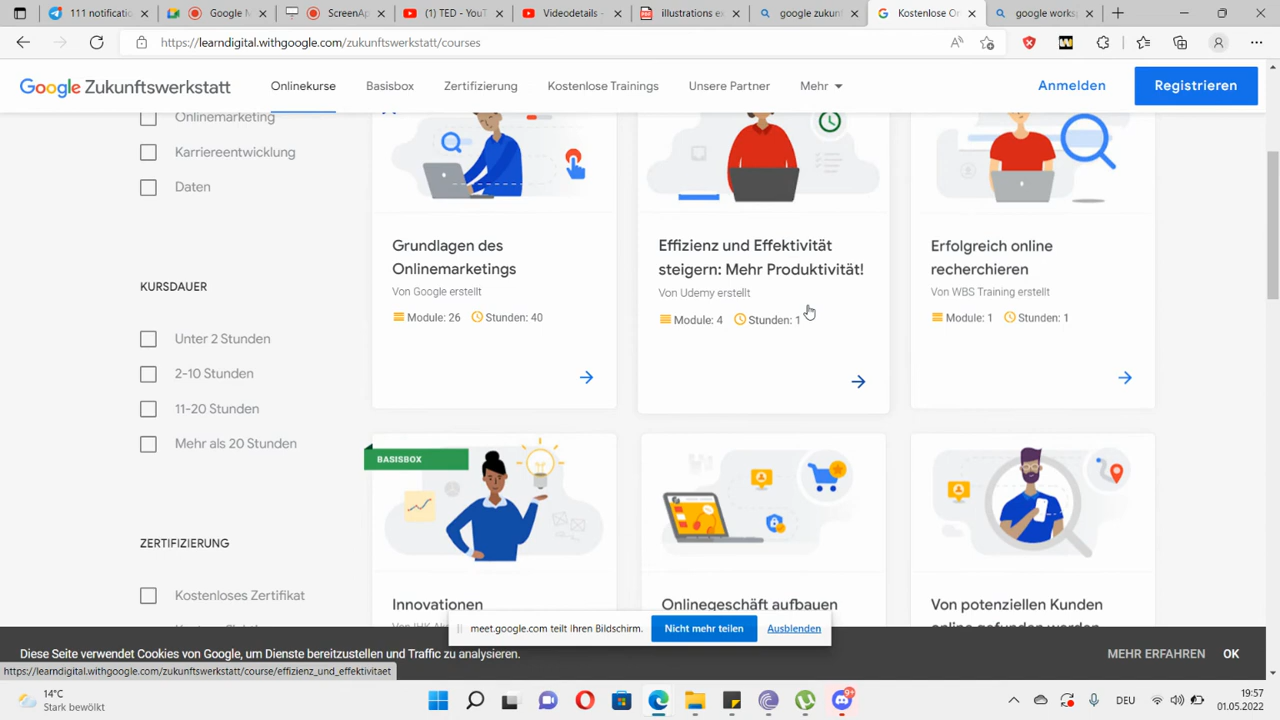 111 notificatio
Google M
ScreenAp
(1) TED - YouT
Videodetails -
illustrations ex
google zukunf
Kostenlose On
google worksp
https://learndigital.withgoogle.com/zukunftswerkstatt/courses
Google Zukunftswerkstatt
Onlinekurse
Basisbox
Zertifizierung
Kostenlose Trainings
Unsere Partner
Mehr
Anmelden
Registrieren
Onlinemarketing
Karriereentwicklung
Daten
KURSDAUER
Unter 2 Stunden
2-10 Stunden
11-20 Stunden
Mehr als 20 Stunden
ZERTIFIZIERUNG
Kostenloses Zertifikat
Grundlagen des
Onlinemarketings
Von Google erstellt
Module: 26 Stunden: 40
Effizienz und Effektivität
steigern: Mehr Produktivität!
Von Udemy erstellt
Module: 4 Stunden: 1
Erfolgreich online
recherchieren
Von WBS Training erstellt
Module: 1 Stunden: 1
BASISBOX
Innovationen
Onlinegeschäft aufbauen
Von potenziellen Kunden
online gefunden werden
meet.google.com teilt Ihren Bildschirm.
Nicht mehr teilen
Ausblenden
Diese Seite verwendet Cookies von Google, um Dienste bereitzustellen und Traffic zu analysieren.
MEHR ERFAHREN
OK
https://learndigital.withgoogle.com/zukunftswerkstatt/course/effizienz_und_effektivitaet
14°C
Stark bewölkt
9+
DEU
19:57
01.05.2022